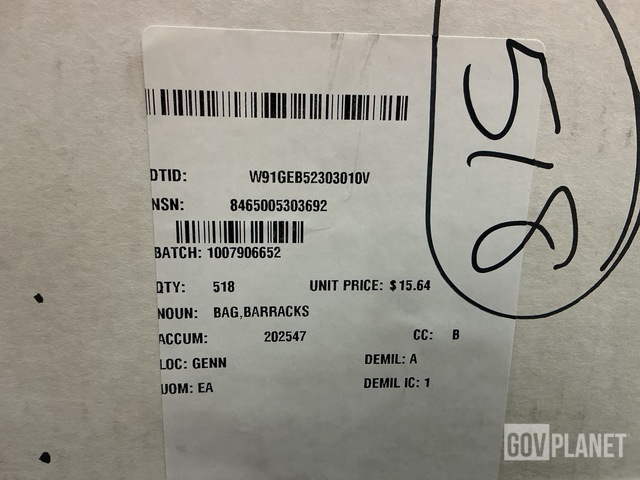 DTID: W91GEB52303010V
NSN: 8465005303692
BATCH: 1007906652
QTY: 518 UNIT PRICE: $15.64
NOUN: BAG,BARRACKS
ACCUM: 202547 CC: B
LOC: GENN DEMIL: A
UOM: EA DEMIL IC: 1
518
GOVPLANET